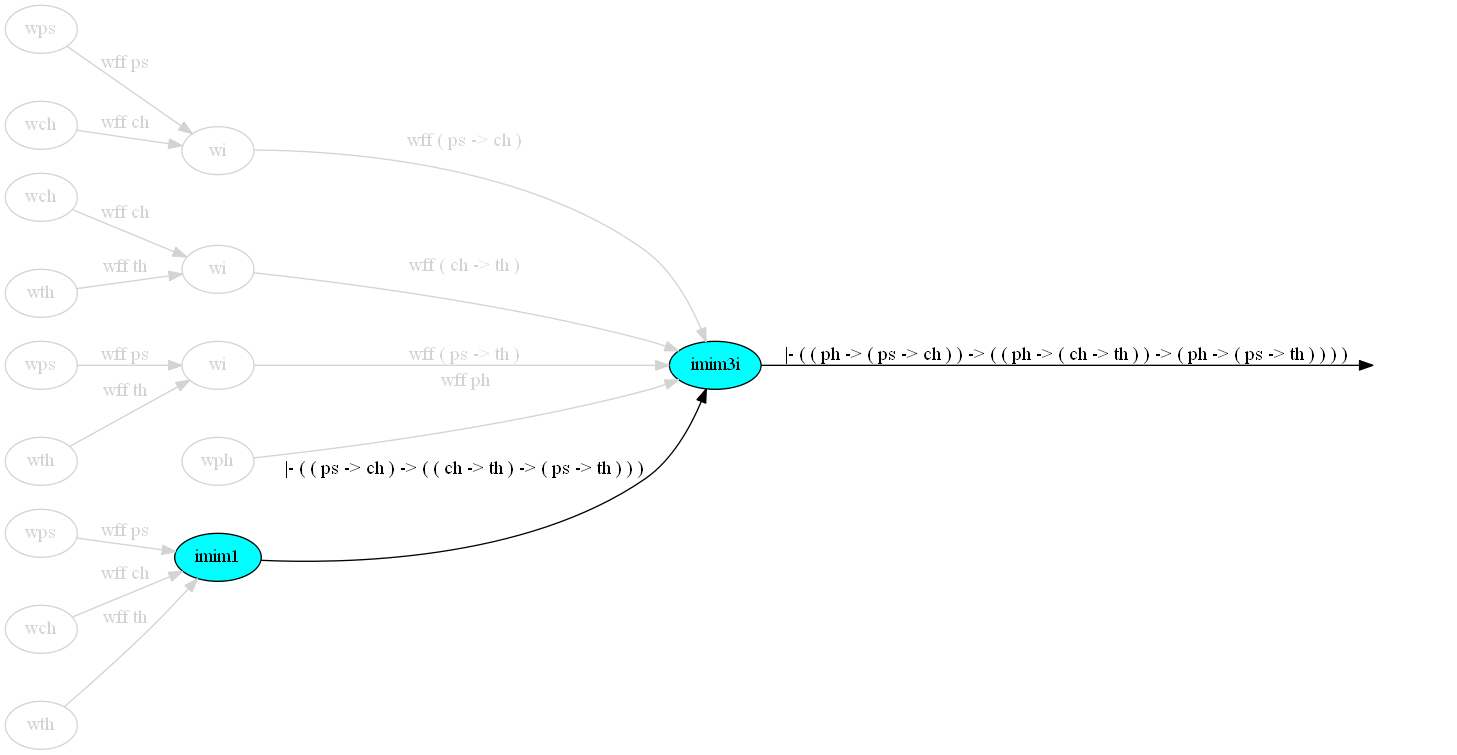 wps
wff ps
wch
wff ch
wi
wff ( ps -> ch )
wch
wff ch
wth
wff th
wi
wff ( ch -> th )
wps
wff ps
wth
wff th
wi
wff ( ps -> th )
wff ph
wph
imim3i
|- ( ( ph -> ( ps -> ch ) ) -> ( ( ph -> ( ch -> th ) ) -> ( ph -> ( ps -> th ) ) ) )
|- ( ( ps -> ch ) -> ( ( ch -> th ) -> ( ps -> th ) ) )
wps
wff ps
imim1
wch
wff ch
wth
wff th